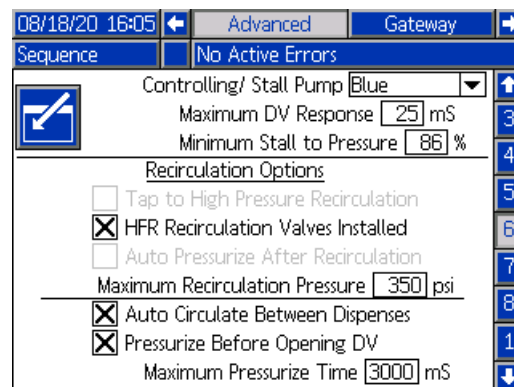 08/18/20 16:05 Advanced Gateway
Sequence No Active Errors
Controlling/ Stall Pump Blue
Maximum DV Response 25 mS
Minimum Stall to Pressure 86 %
Recirculation Options
Tap to High Pressure Recirculation
HFR Recirculation Valves Installed
Auto Pressurize After Recirculation
Maximum Recirculation Pressure 350 psi
Auto Circulate Between Dispenses
Pressurize Before Opening DV
Maximum Pressurize Time 3000 mS
3
4
5
6
7
8
1